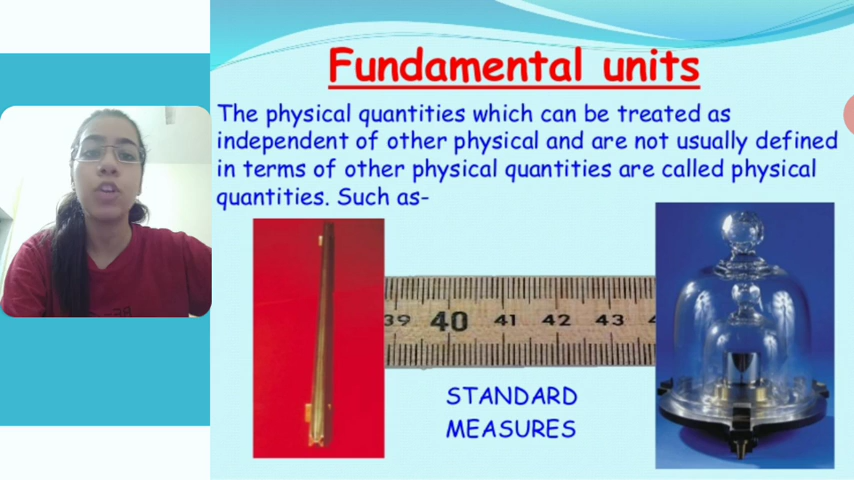 Fundamental units
The physical quantities which can be treated as
independent of other physical and are not usually defined
in terms of other physical quantities are called physical
quantities. Such as-
39 40 41 42 43
STANDARD
MEASURES